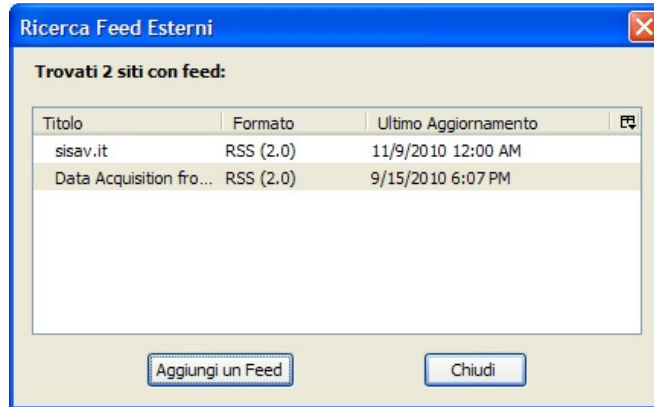 Ricerca Feed Esterni
Trovati 2 siti con feed:
Titolo Formato Ultimo Aggiornamento
sisav.it RSS (2.0) 11/9/2010 12:00 AM
Data Acquisition fro... RSS (2.0) 9/15/2010 6:07 PM
Aggiungi un Feed Chiudi